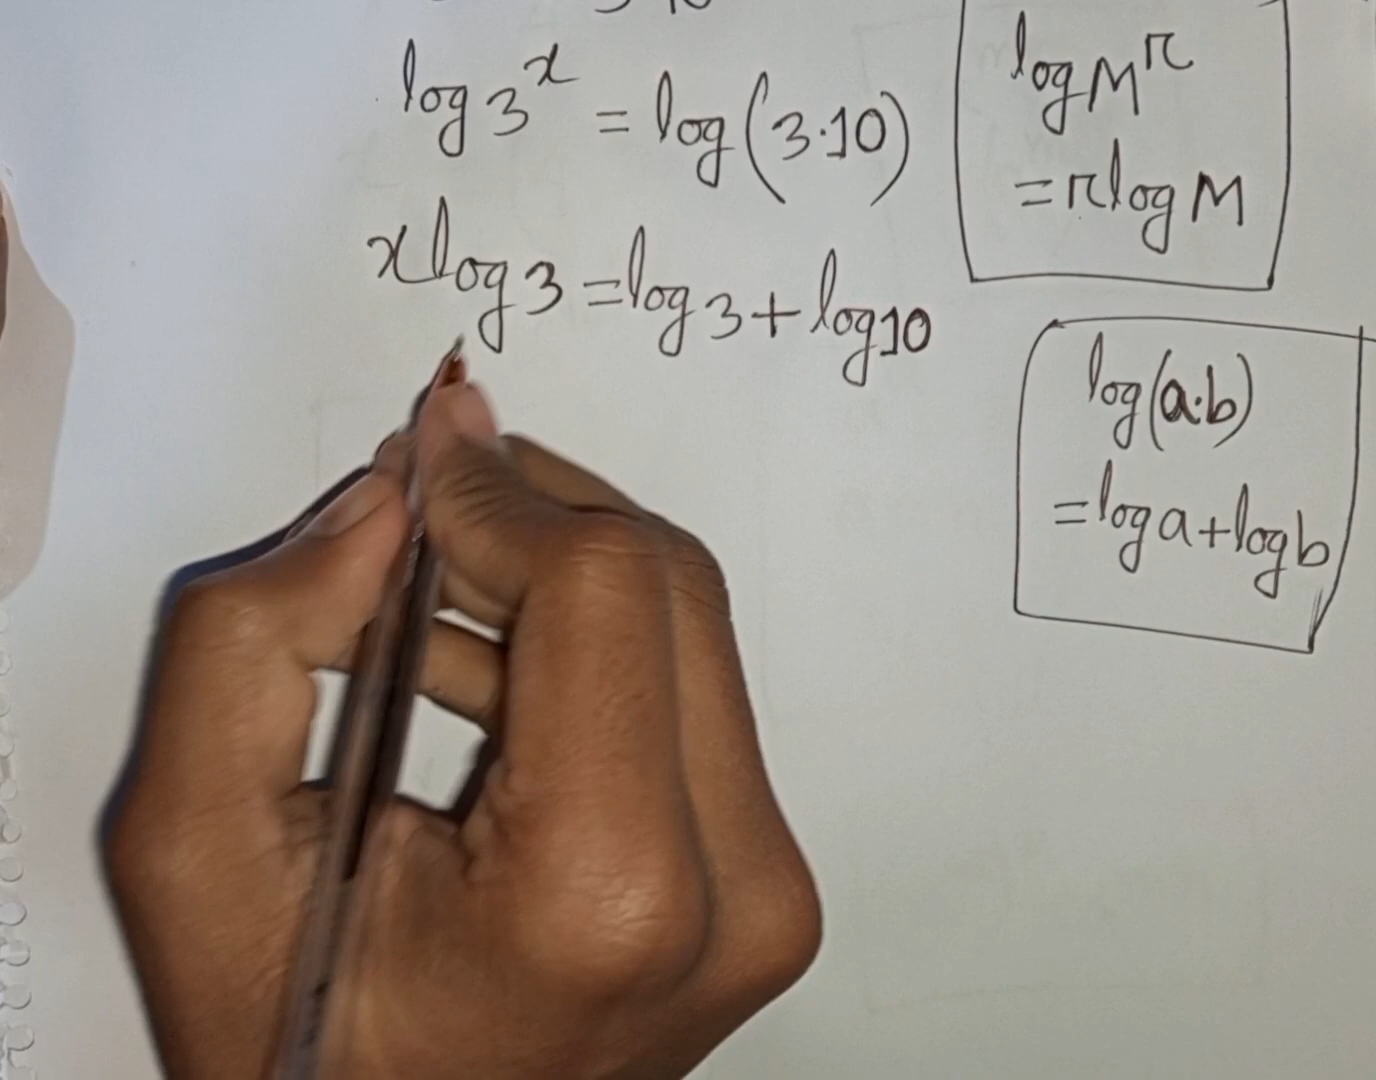 log 3^x = log(3·10)
x log 3 = log 3 + log 10
log M^r
= r log M
log(a·b)
= log a + log b